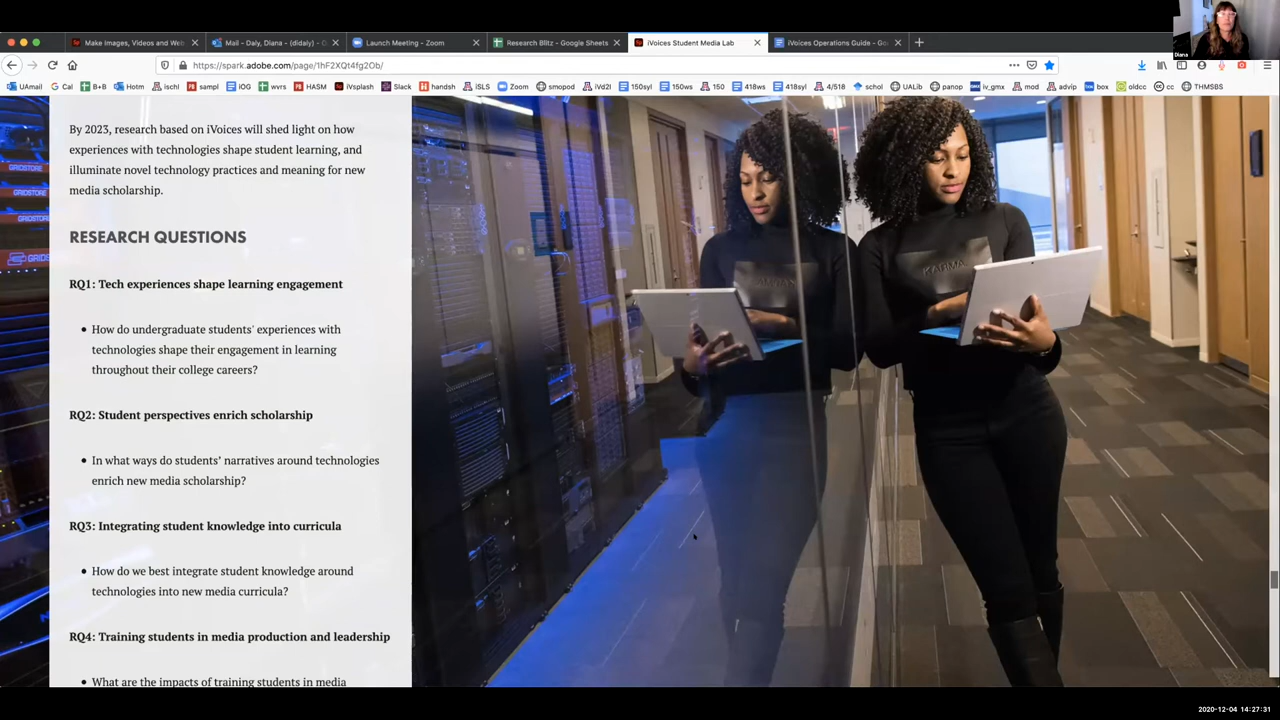 Make Images, Videos and Web
Mail - Daly, Diana - (didaly) - O
Launch Meeting - Zoom
Research Blitz - Google Sheets
iVoices Student Media Lab
iVoices Operations Guide - Go
https://spark.adobe.com/page/1hF2XQt4fg2Ob/
Diana
UAmail
Cal
B+B
Hotm
ischl
sampl
iOG
wvrs
HASM
iVsplash
Slack
handsh
iSLS
Zoom
smopod
iVd2l
150syl
150ws
150
418ws
418syl
4/518
schol
UALib
panop
iv_gmx
mod
advip
box
oldcc
cc
THMSBS
By 2023, research based on iVoices will shed light on how
experiences with technologies shape student learning, and
illuminate novel technology practices and meaning for new
media scholarship.
RESEARCH QUESTIONS
RQ1: Tech experiences shape learning engagement
• How do undergraduate students' experiences with
technologies shape their engagement in learning
throughout their college careers?
RQ2: Student perspectives enrich scholarship
• In what ways do students’ narratives around technologies
enrich new media scholarship?
RQ3: Integrating student knowledge into curricula
• How do we best integrate student knowledge around
technologies into new media curricula?
RQ4: Training students in media production and leadership
• What are the impacts of training students in media
GRIDSTORE
KARMA
2020-12-04 14:27:31